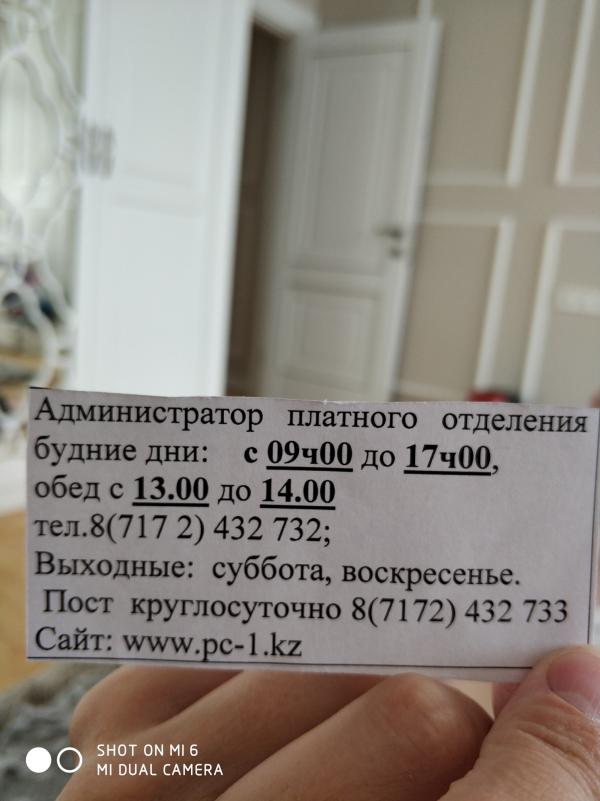 Администратор платного отделения
будние дни: с 09ч00 до 17ч00,
обед с 13.00 до 14.00
тел.8(717 2) 432 732;
Выходные: суббота, воскресенье.
Пост круглосуточно 8(7172) 432 733
Сайт: www.pc-1.kz
SHOT ON MI 6
MI DUAL CAMERA